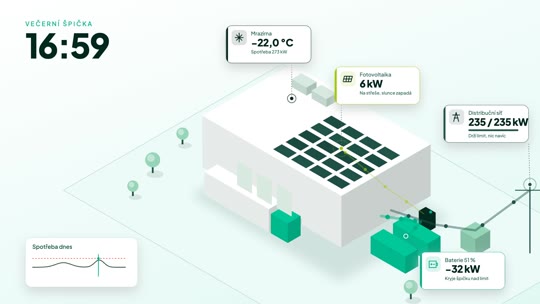 VEČERNÍ ŠPIČKA
16:59
Mrazírna
−22,0 °C
Spotřeba 273 kW
Fotovoltaika
6 kW
Na střeše, slunce zapadá
Distribuční síť
235 / 235 kW
Drží limit, nic navíc
Baterie 51 %
−32 kW
Kryje špičku nad limit
Spotřeba dnes